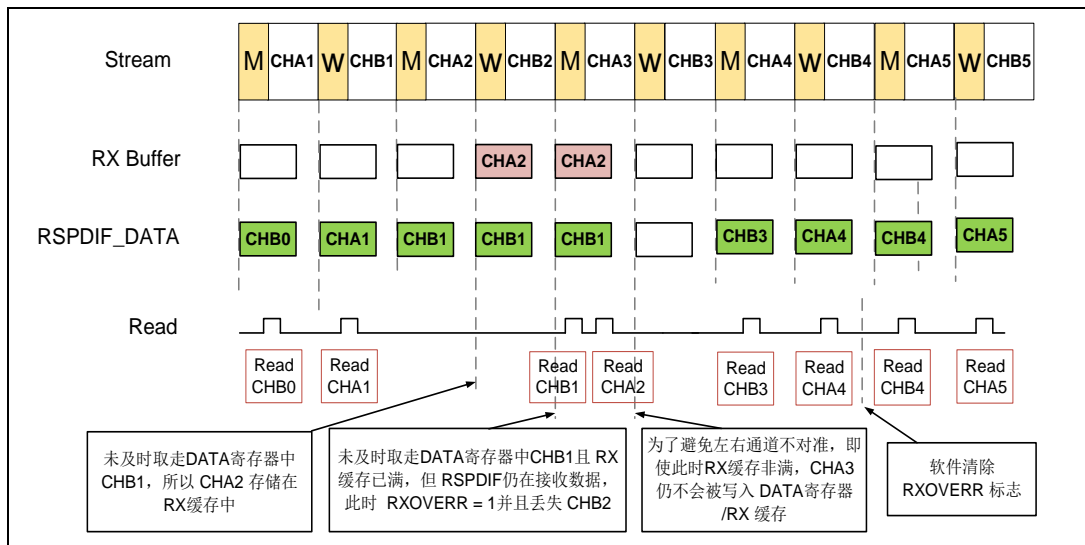 Stream M CHA1 W CHB1 M CHA2 W CHB2 M CHA3 W CHB3 M CHA4 W CHB4 M CHA5 W CHB5
RX Buffer CHA2 CHA2
RSPDIF_DATA CHB0 CHA1 CHB1 CHB1 CHB1 CHB3 CHA4 CHB4 CHA5
Read
Read
CHB0
Read
CHA1
Read
CHB1
Read
CHA2
Read
CHB3
Read
CHA4
Read
CHB4
Read
CHA5
未及时取走DATA寄存器中
CHB1，所以 CHA2 存储在
RX缓存中
未及时取走DATA寄存器中CHB1且 RX
缓存已满，但 RSPDIF仍在接收数据，
此时 RXOVERR = 1并且丢失 CHB2
为了避免左右通道不对准，即
使此时RX缓存非满，CHA3
仍不会被写入 DATA寄存器
/RX 缓存
软件清除
RXOVERR 标志